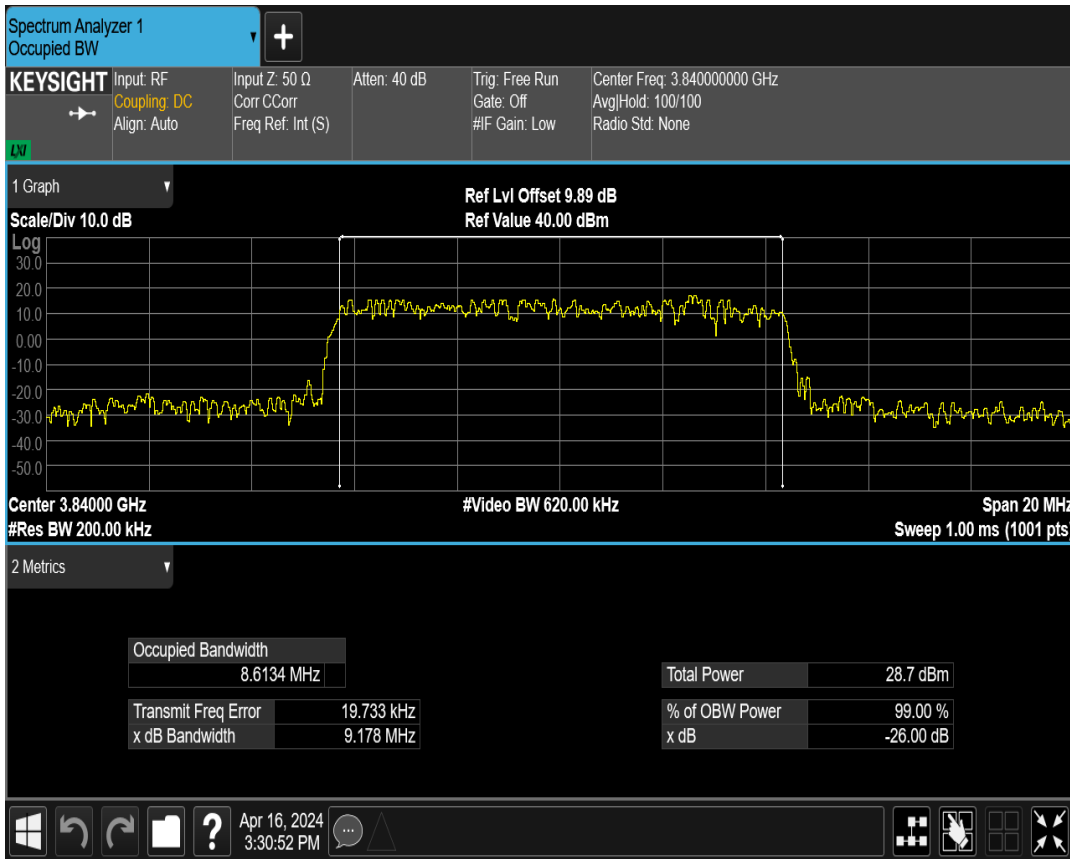 Spectrum Analyzer 1
Occupied BW
+
KEYSIGHT
LXI
Input: RF
Coupling: DC
Align: Auto
Input Z: 50 Ω
Corr CCorr
Freq Ref: Int (S)
Atten: 40 dB
Trig: Free Run
Gate: Off
#IF Gain: Low
Center Freq: 3.840000000 GHz
Avg|Hold: 100/100
Radio Std: None
1 Graph
Scale/Div 10.0 dB
Ref Lvl Offset 9.89 dB
Ref Value 40.00 dBm
Log
30.0
20.0
10.0
0.00
-10.0
-20.0
-30.0
-40.0
-50.0
Center 3.84000 GHz
#Video BW 620.00 kHz
Span 20 MHz
#Res BW 200.00 kHz
Sweep 1.00 ms (1001 pts)
2 Metrics
Occupied Bandwidth
8.6134 MHz
Total Power 28.7 dBm
Transmit Freq Error 19.733 kHz
% of OBW Power 99.00 %
x dB Bandwidth 9.178 MHz
x dB -26.00 dB
?
Apr 16, 2024
3:30:52 PM